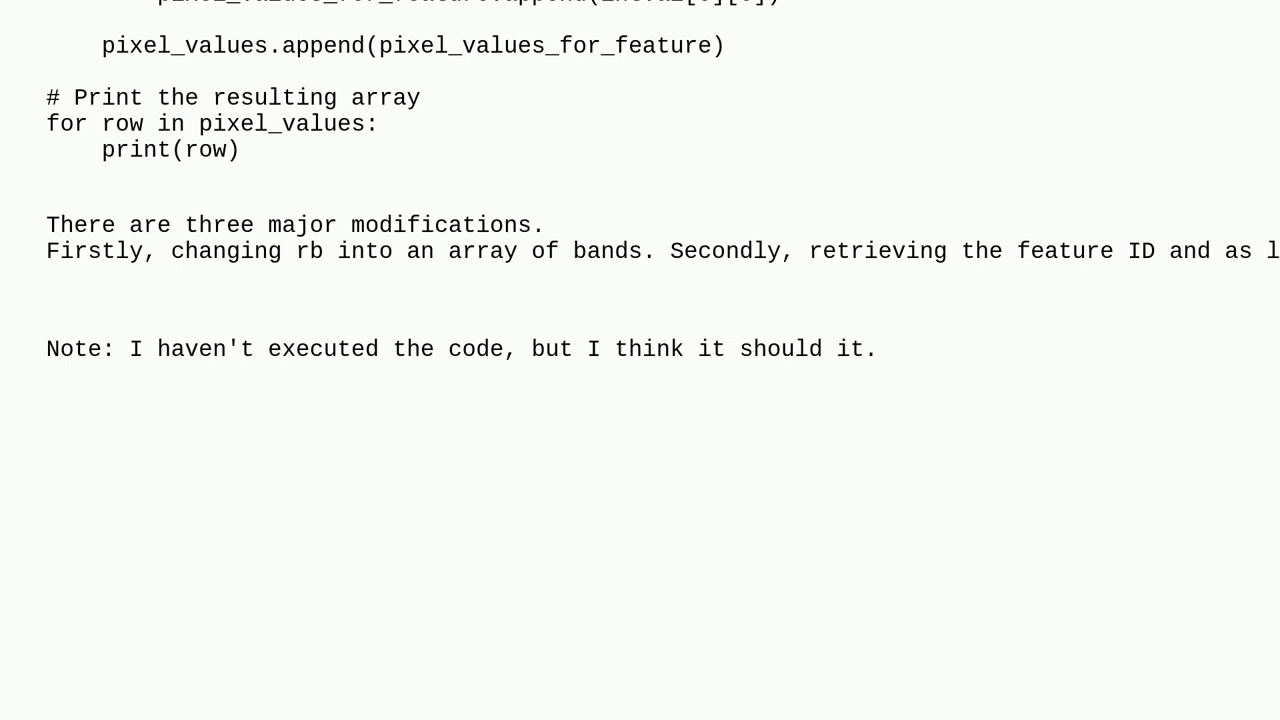 pixel_values.append(pixel_values_for_feature)
# Print the resulting array
for row in pixel_values:
print(row)
There are three major modifications.
Firstly, changing rb into an array of bands. Secondly, retrieving the feature ID and as
Note: I haven't executed the code, but I think it should it.